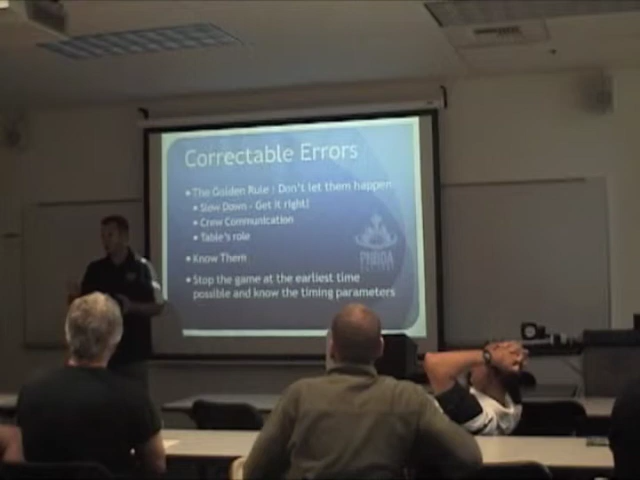 Correctable Errors
• The Golden Rule : Don't let them happen
• Slow Down - Get it right!
• Crew Communication
• Table's role
• Know Them
• Stop the game at the earliest time
possible and know the timing parameters